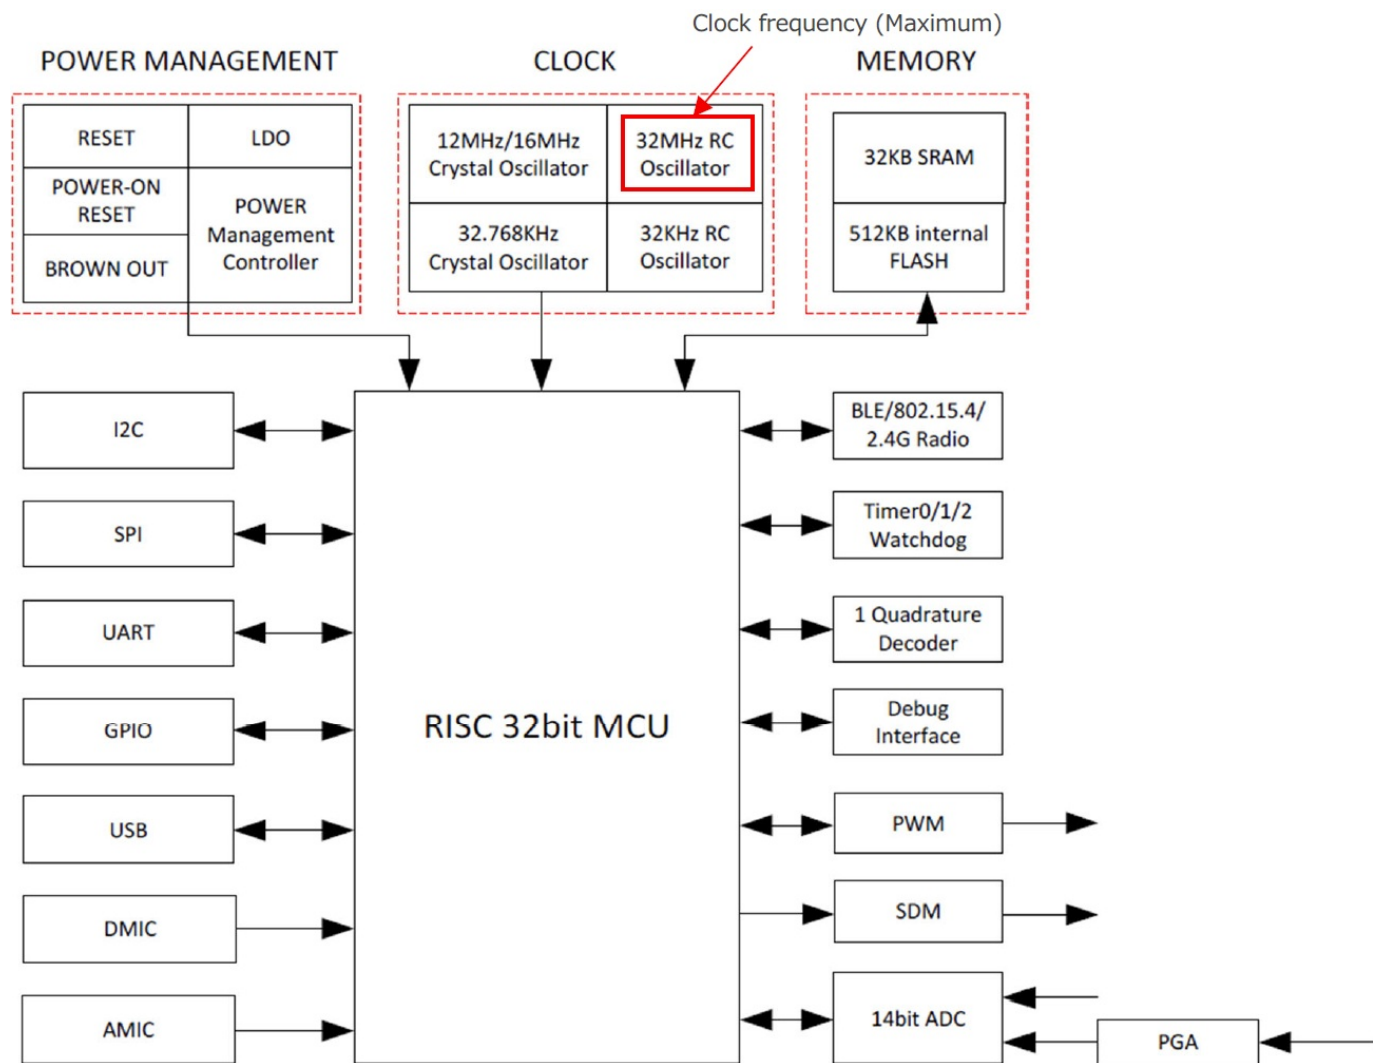 Clock frequency (Maximum)
POWER MANAGEMENT
CLOCK
MEMORY
RESET
LDO
POWER-ON
RESET
BROWN OUT
POWER
Management
Controller
12MHz/16MHz
Crystal Oscillator
32MHz RC
Oscillator
32.768KHz
Crystal Oscillator
32KHz RC
Oscillator
32KB SRAM
512KB internal
FLASH
I2C
SPI
UART
GPIO
USB
DMIC
AMIC
RISC 32bit MCU
BLE/802.15.4/
2.4G Radio
Timer0/1/2
Watchdog
1 Quadrature
Decoder
Debug
Interface
PWM
SDM
14bit ADC
PGA